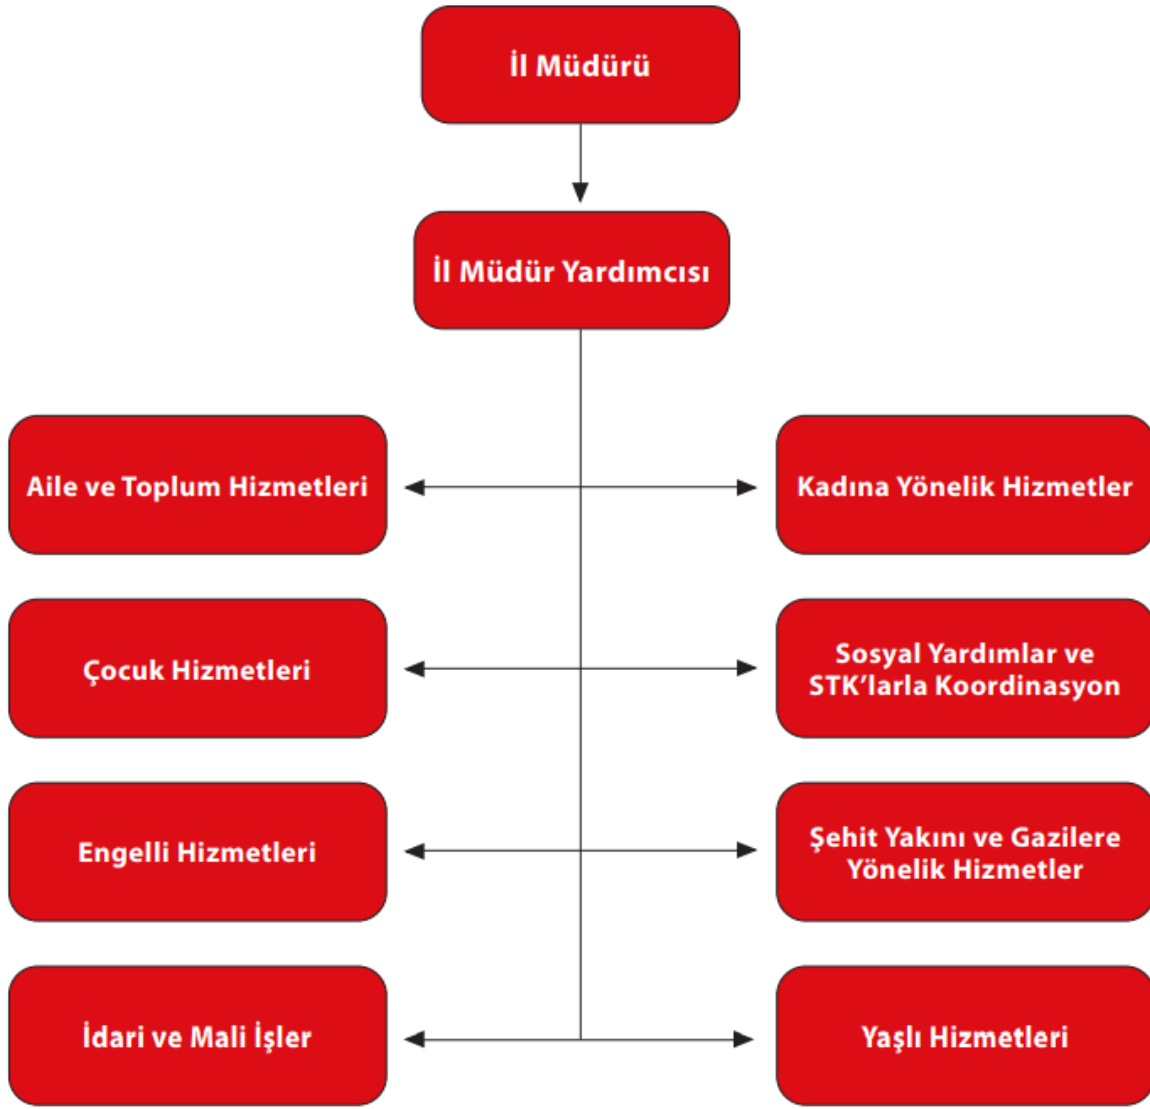 İl Müdürü
İl Müdür Yardımcısı
Aile ve Toplum Hizmetleri
Kadına Yönelik Hizmetler
Çocuk Hizmetleri
Sosyal Yardımlar ve
STK'larla Koordinasyon
Engelli Hizmetleri
Şehit Yakını ve Gazilere
Yönelik Hizmetler
İdari ve Mali İşler
Yaşlı Hizmetleri